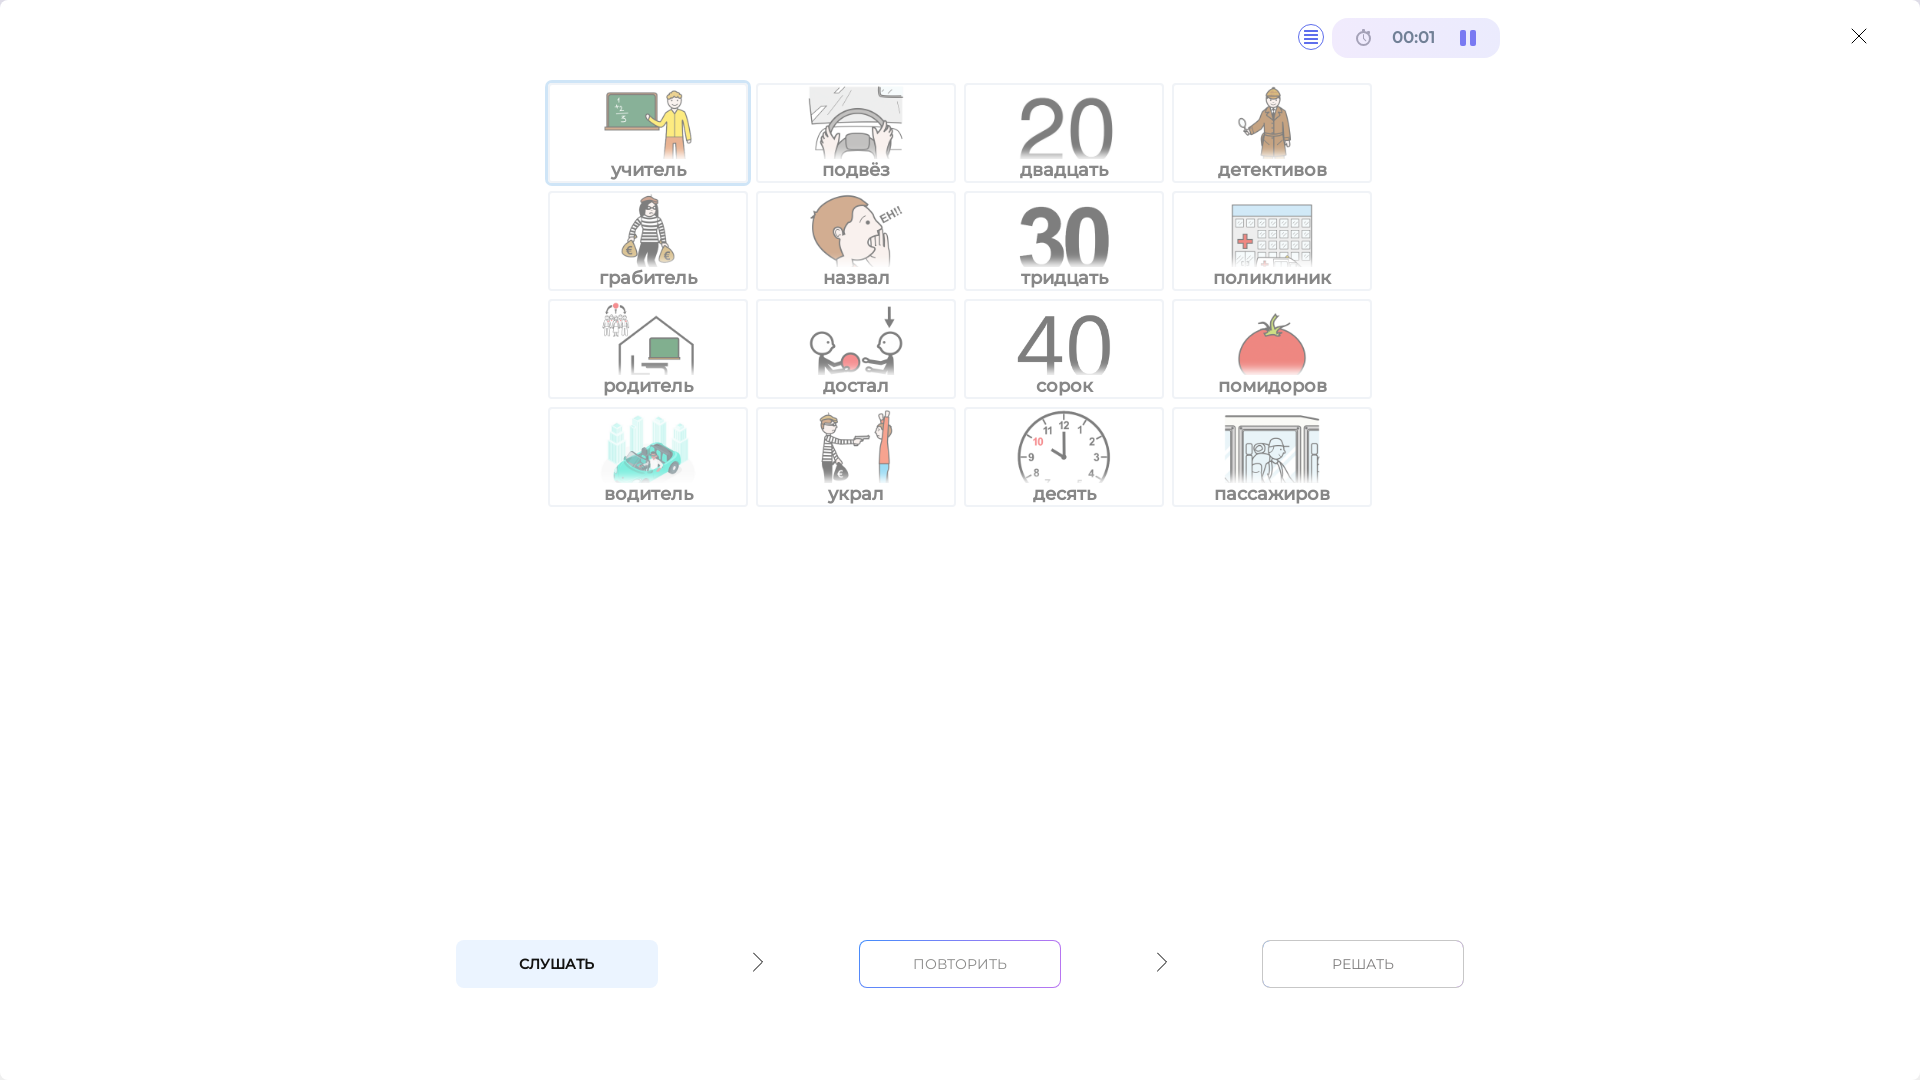 00:01
учитель
подвёз
20
двадцать
детективов
грабитель
EH!!
назвал
30
тридцать
поликлиник
родитель
достал
40
сорок
помидоров
водитель
украл
11 12 1
10 2
9 3
8 4
десять
пассажиров
СЛУШАТЬ
ПОВТОРИТЬ
РЕШАТЬ